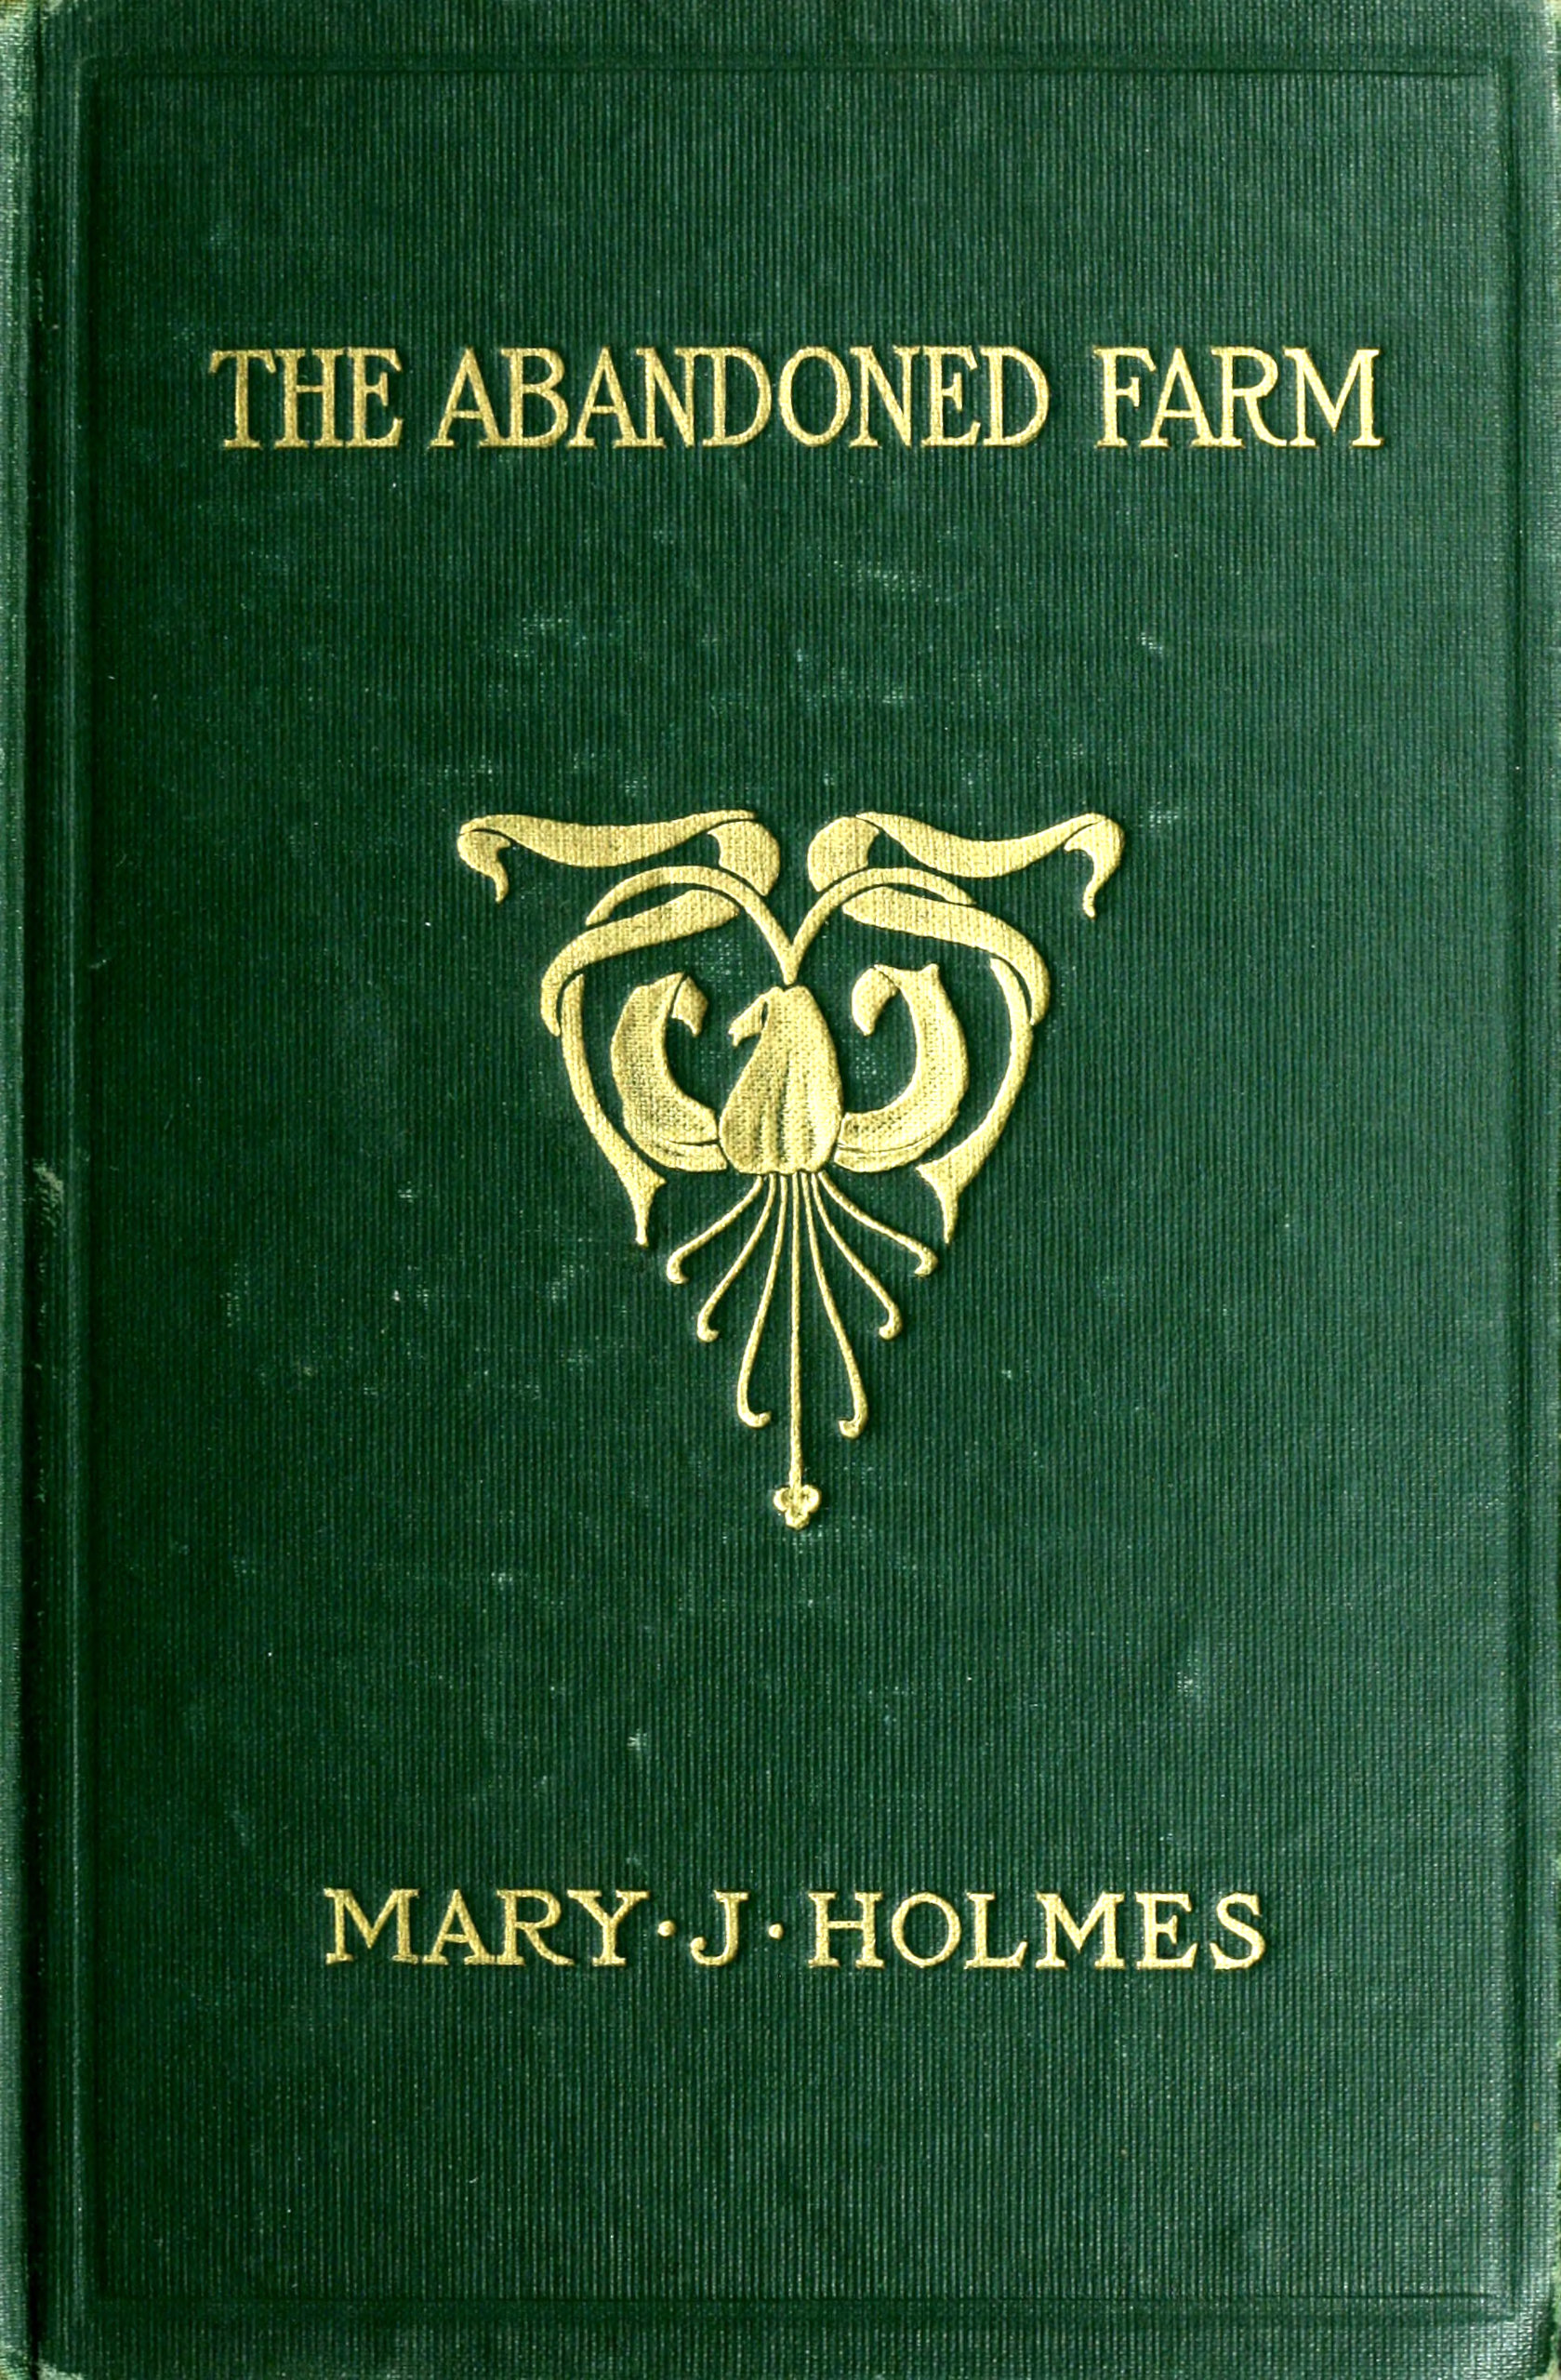 THE ABANDONED FARM
MARY · J · HOLMES